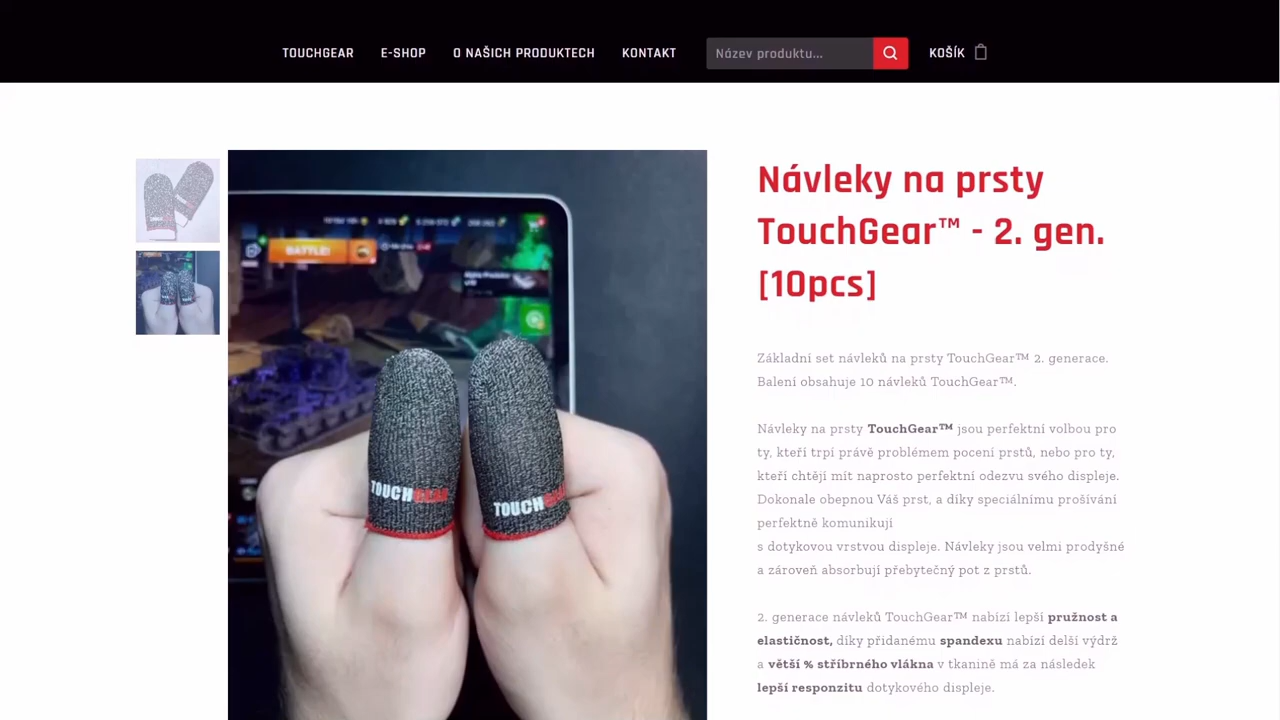 TOUCHGEAR
E-SHOP
O NAŠICH PRODUKTECH
KONTAKT
Název produktu...
KOŠÍK
BATTLE!
TOUCHGEAR
TOUCH
Návleky na prsty
TouchGear™ - 2. gen.
[10pcs]
Základní set návleků na prsty TouchGear™ 2. generace.
Balení obsahuje 10 návleků TouchGear™.
Návleky na prsty TouchGear™ jsou perfektní volbou pro
ty, kteří trpí právě problémem pocení prstů, nebo pro ty,
kteří chtějí mít naprosto perfektní odezvu svého displeje.
Dokonale obepnou Váš prst, a díky speciálnímu prošívání
perfektně komunikují
s dotykovou vrstvou displeje. Návleky jsou velmi prodyšné
a zároveň absorbují přebytečný pot z prstů.
2. generace návleků TouchGear™ nabízí lepší pružnost a
elastičnost, díky přidanému spandexu nabízí delší výdrž
a větší % stříbrného vlákna v tkanině má za následek
lepší responzitu dotykového displeje.